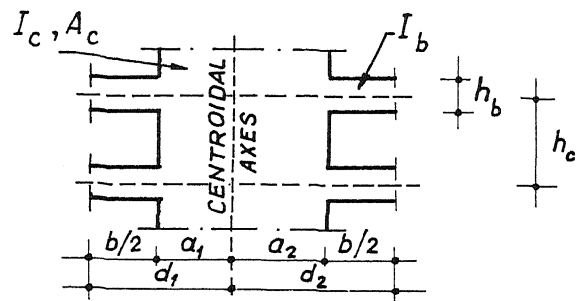 I_c , A_c
I_b
CENTROIDAL
AXES
h_b
h_c
b/2 a_1 a_2 b/2
d_1 d_2